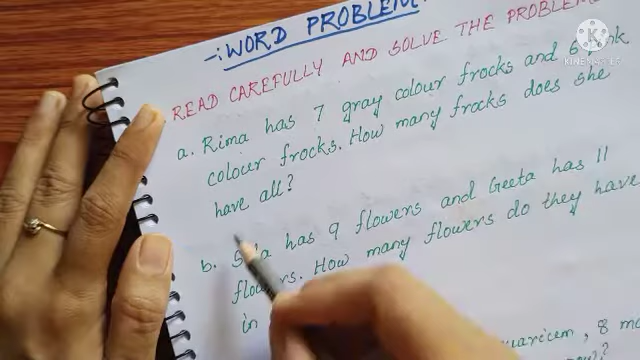 -: WORD PROBLEM
READ CAREFULLY AND SOLVE THE PROBLEM
a. Rima has 7 gray colour frocks and 6
colour frocks. How many frocks does she
have all?
b. has 9 flowers and Geeta has 11
flowers. How many flowers do they have
in
, 8
?
KINEMASTER